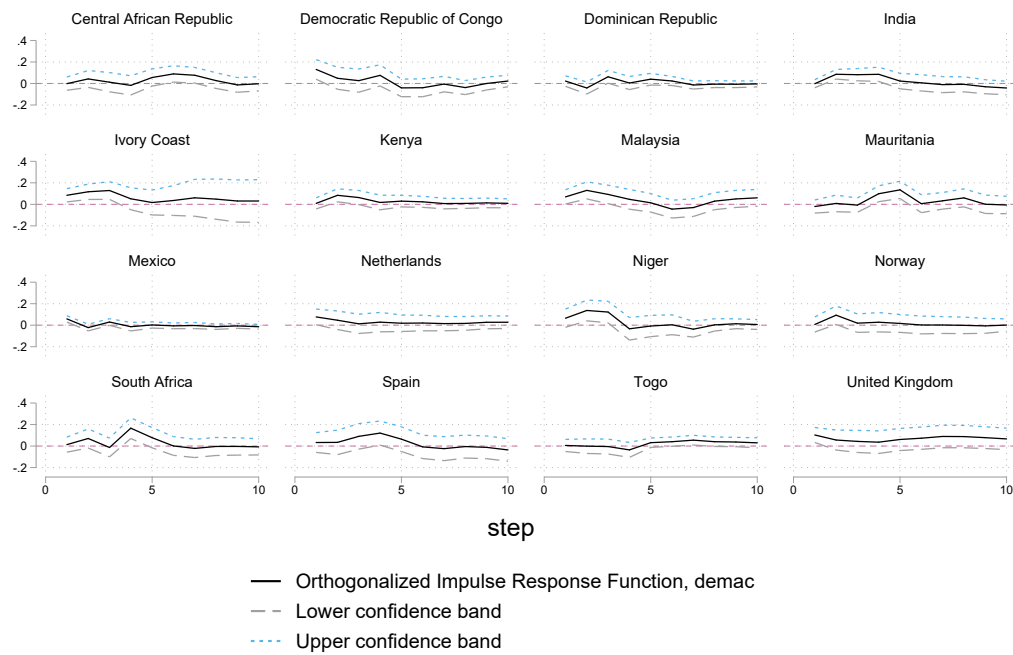 Central African Republic Democratic Republic of Congo Dominican Republic India
.4
.2
0
-.2
Ivory Coast Kenya Malaysia Mauritania
.4
.2
0
-.2
Mexico Netherlands Niger Norway
.4
.2
0
-.2
South Africa Spain Togo United Kingdom
.4
.2
0
-.2
0 5 10 0 5 10 0 5 10 0 5 10
step
Orthogonalized Impulse Response Function, demac
Lower confidence band
Upper confidence band